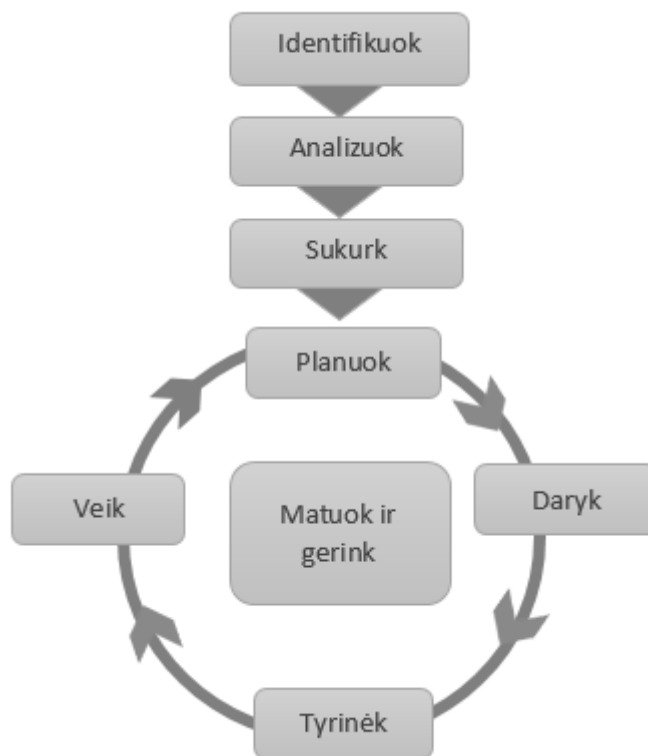 Identifikuok
Analizuok
Sukurk
Planuok
Veik
Matuok ir
gerink
Daryk
Tyrinėk